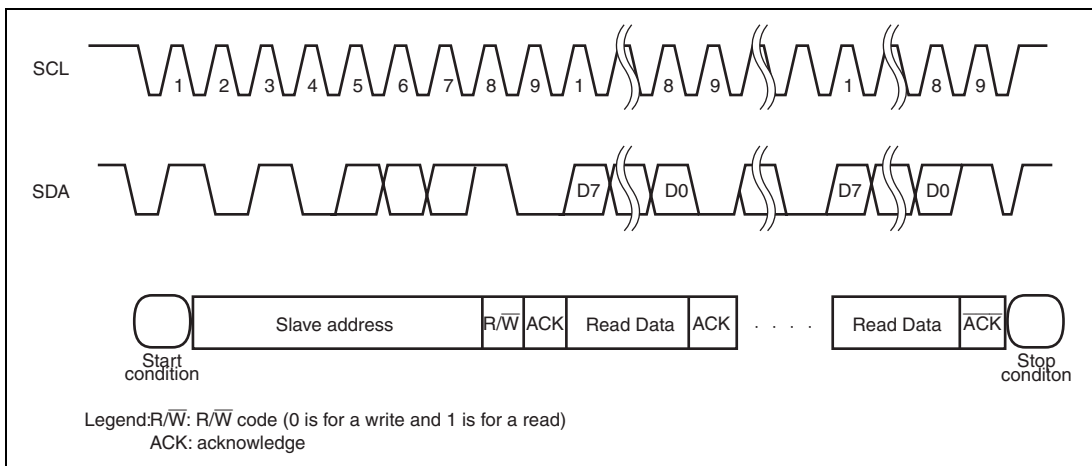 SCL
1 2 3 4 5 6 7 8 9 1 8 9 1 8 9
SDA
D7 D0 D7 D0
Slave address R/W̅ ACK Read Data ACK . . . . Read Data A̅C̅K̅
Start
condition
Stop
conditon
Legend:R/W̅: R/W̅ code (0 is for a write and 1 is for a read)
ACK: acknowledge